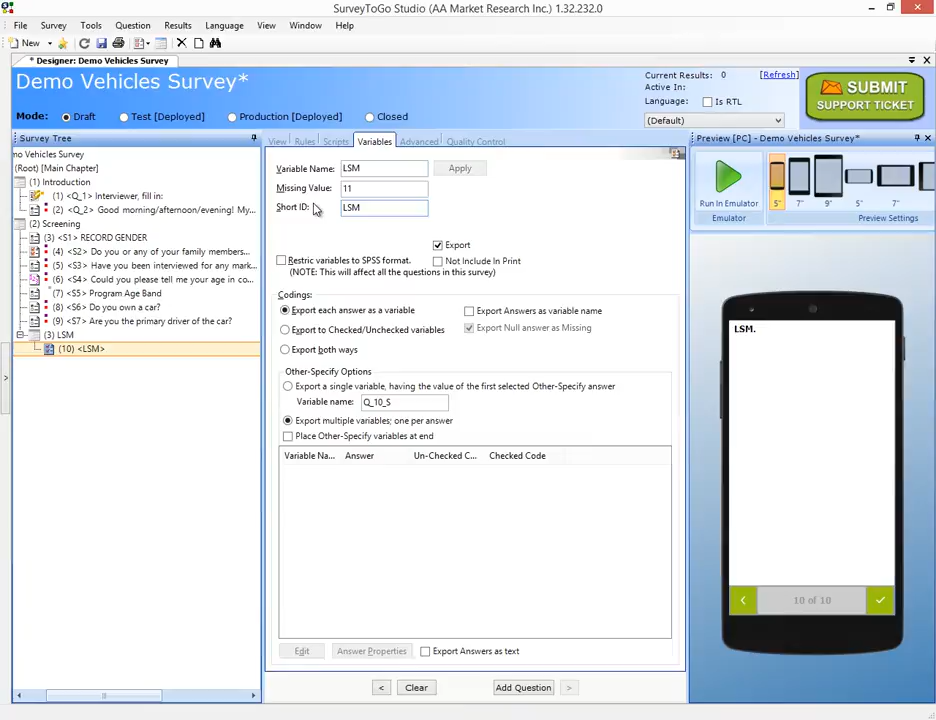 SurveyToGo Studio (AA Market Research Inc.) 1.32.232.0
File Survey Tools Question Results Language View Window Help
New
* Designer: Demo Vehicles Survey
Demo Vehicles Survey*
Current Results: 0 [Refresh]
Active In:
Language: Is RTL
(Default)
SUBMIT
SUPPORT TICKET
Mode: Draft Test [Deployed] Production [Deployed] Closed
Survey Tree
mo Vehicles Survey
(Root) [Main Chapter]
(1) Introduction
(1) <Q_1> Interviewer, fill in:
(2) <Q_2> Good morning/afternoon/evening! My...
(2) Screening
(3) <S1> RECORD GENDER
(4) <S2> Do you or any of your family members...
(5) <S3> Have you been interviewed for any mark...
(6) <S4> Could you please tell me your age in co...
(7) <S5> Program Age Band
(8) <S6> Do you own a car?
(9) <S7> Are you the primary driver of the car?
(3) LSM
(10) <LSM>
View Rules Scripts Variables Advanced Quality Control
Variable Name: LSM Apply
Missing Value: 11
Short ID: LSM
Export
Restric variables to SPSS format.
Not Include In Print
(NOTE: This will affect all the questions in this survey)
Codings:
Export each answer as a variable
Export Answers as variable name
Export to Checked/Unchecked variables
Export Null answer as Missing
Export both ways
Other-Specify Options
Export a single variable, having the value of the first selected Other-Specify answer
Variable name: Q_10_S
Export multiple variables; one per answer
Place Other-Specify variables at end
Variable Na... Answer Un-Checked C... Checked Code
Edit Answer Properties Export Answers as text
< Clear Add Question >
Preview [PC] - Demo Vehicles Survey*
Run In Emulator
5" 7" 9" 5" 7"
Emulator Preview Settings
LSM.
10 of 10